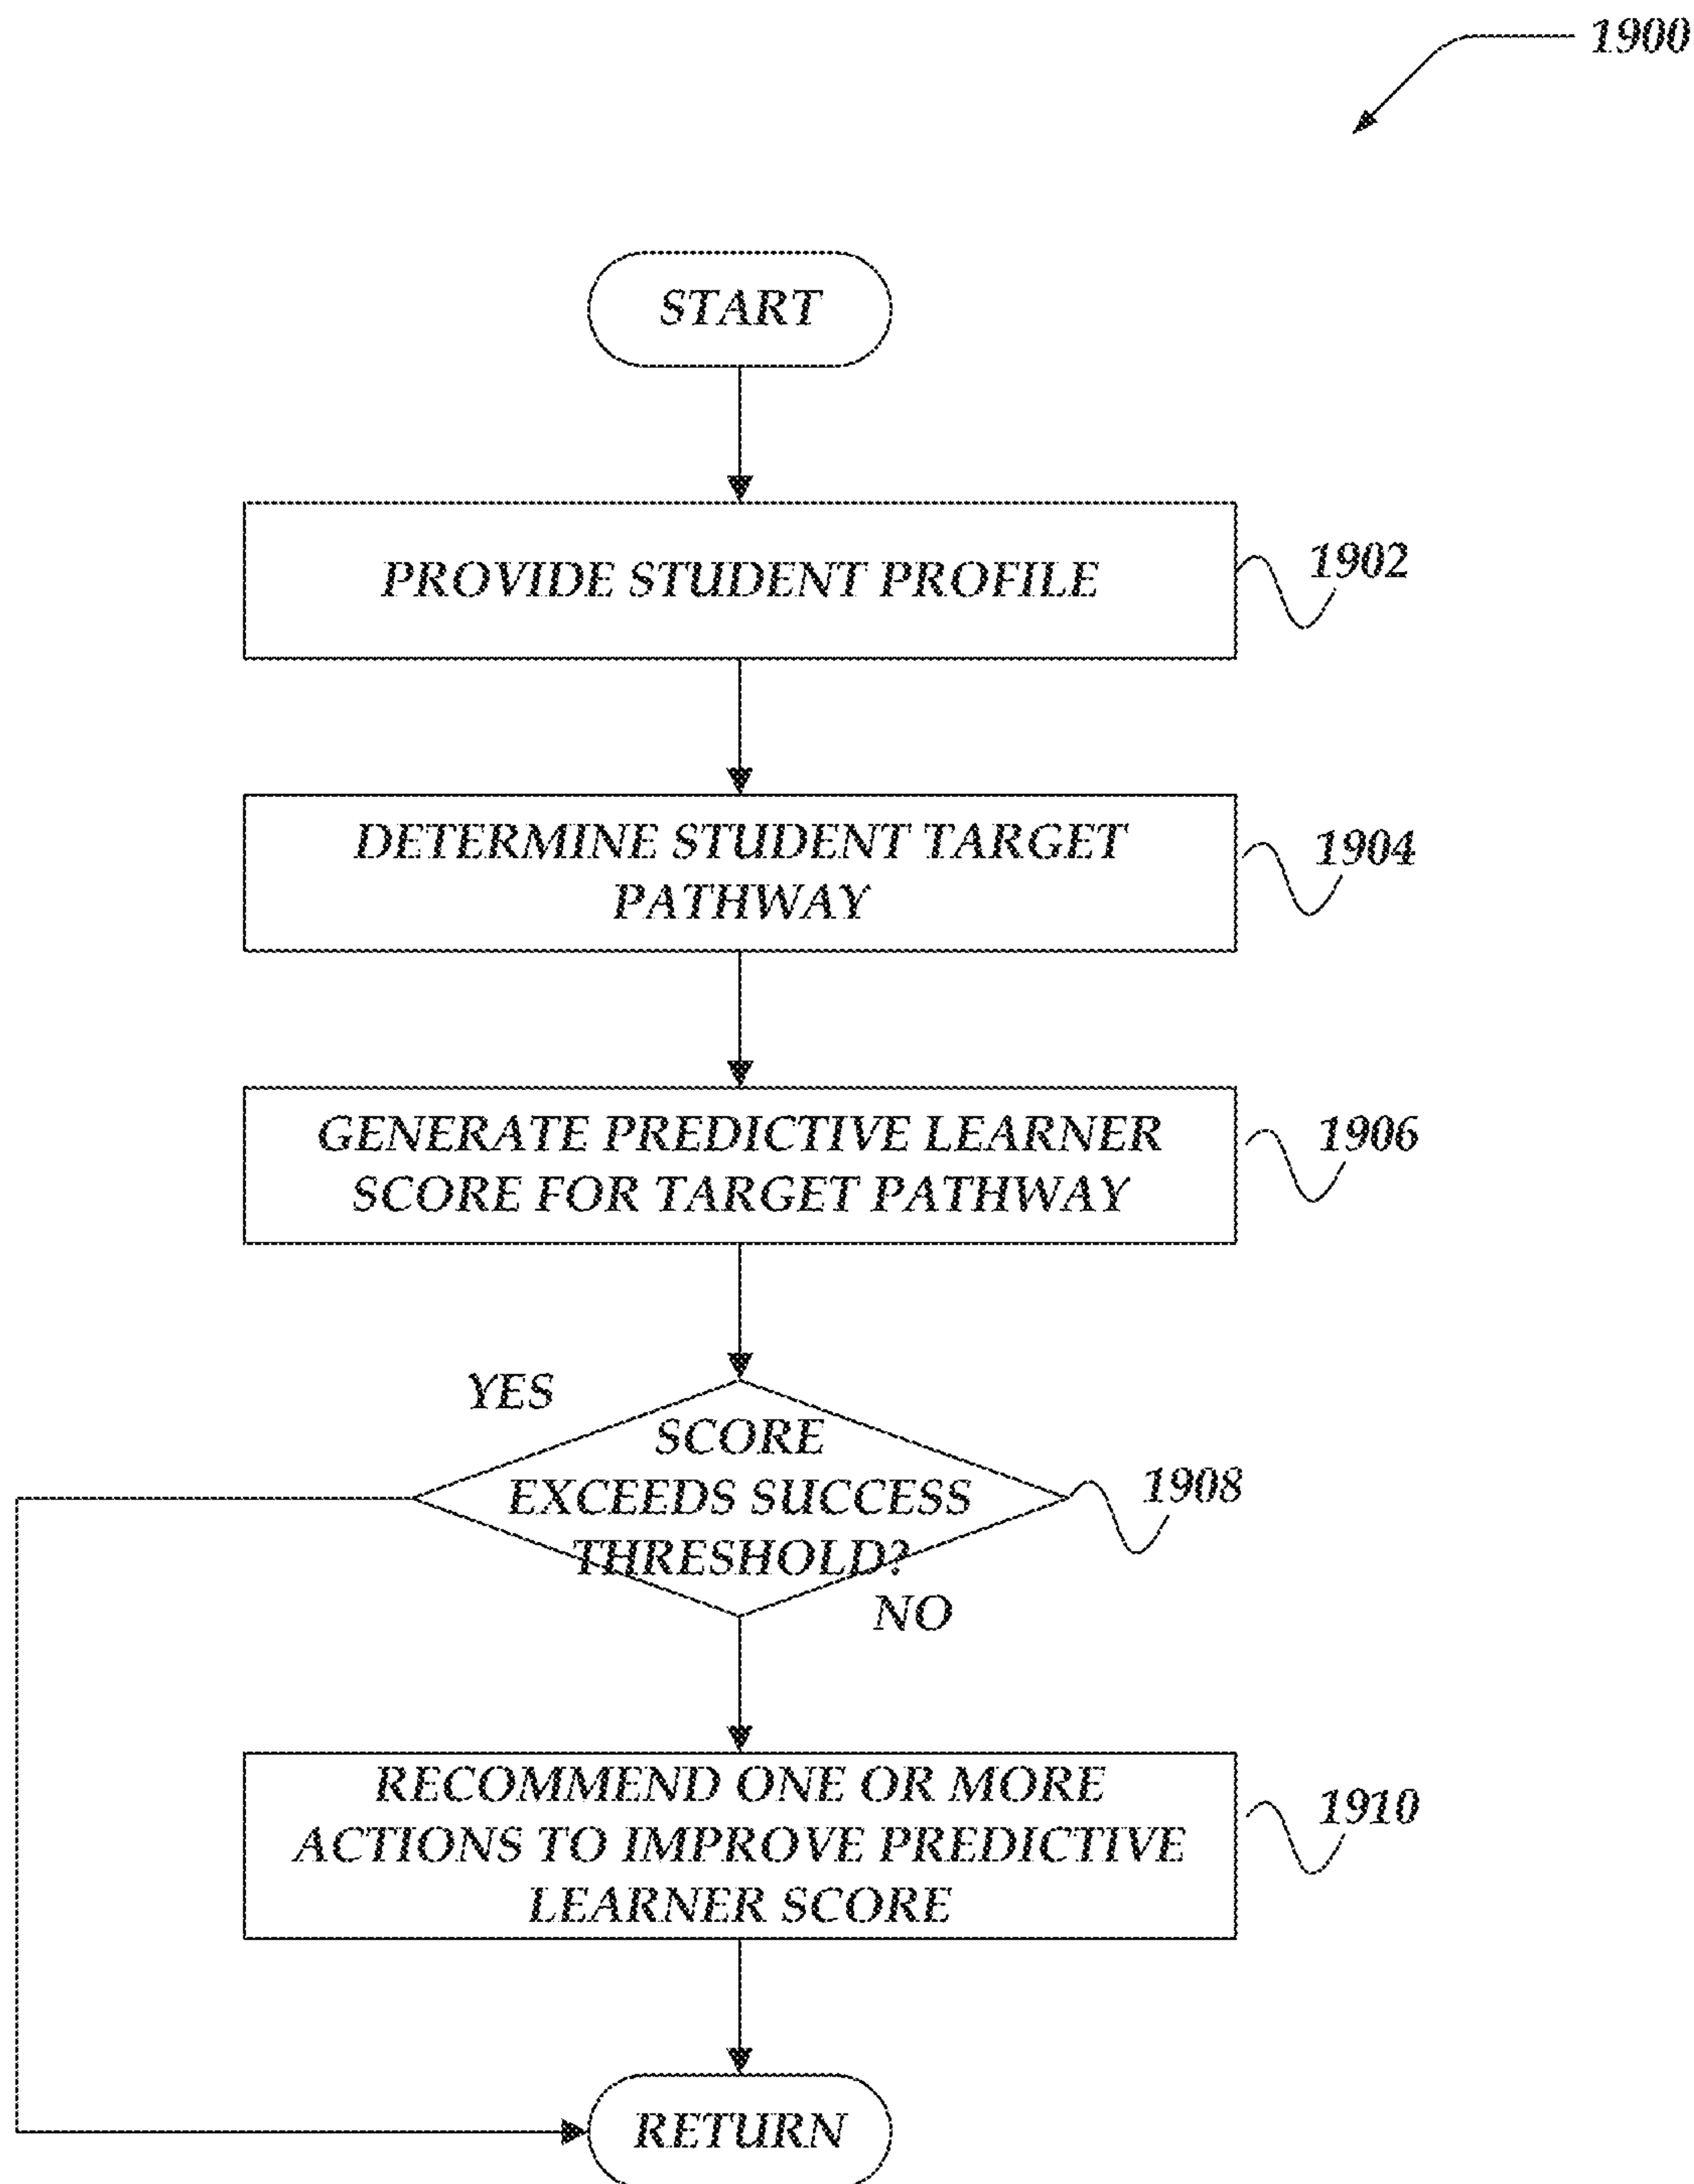 1900
START
PROVIDE STUDENT PROFILE
1902
DETERMINE STUDENT TARGET
PATHWAY
1904
GENERATE PREDICTIVE LEARNER
SCORE FOR TARGET PATHWAY
1906
YES
SCORE
EXCEEDS SUCCESS
THRESHOLD?
1908
NO
RECOMMEND ONE OR MORE
ACTIONS TO IMPROVE PREDICTIVE
LEARNER SCORE
1910
RETURN